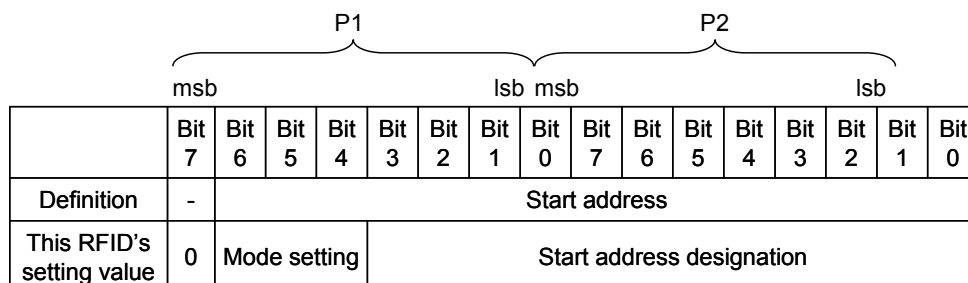 P1 P2
msb lsb msb lsb
Bit 7 Bit 6 Bit 5 Bit 4 Bit 3 Bit 2 Bit 1 Bit 0 Bit 7 Bit 6 Bit 5 Bit 4 Bit 3 Bit 2 Bit 1 Bit 0
Definition - Start address
This RFID's setting value 0 Mode setting Start address designation